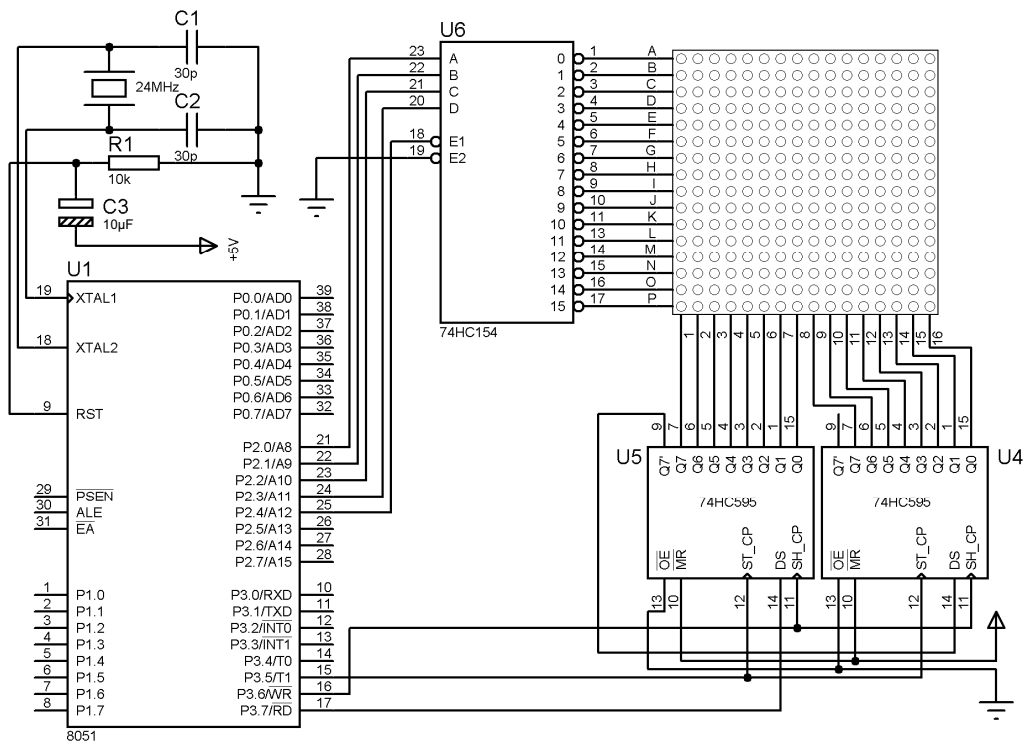 C1
30p
24MHz
C2
30p
R1
10k
C3
10µF
+5V
U1
19 XTAL1
18 XTAL2
9 RST
29 PSEN
30 ALE
31 EA
1 P1.0
2 P1.1
3 P1.2
4 P1.3
5 P1.4
6 P1.5
7 P1.6
8 P1.7
P0.0/AD0 39
P0.1/AD1 38
P0.2/AD2 37
P0.3/AD3 36
P0.4/AD4 35
P0.5/AD5 34
P0.6/AD6 33
P0.7/AD7 32
P2.0/A8 21
P2.1/A9 22
P2.2/A10 23
P2.3/A11 24
P2.4/A12 25
P2.5/A13 26
P2.6/A14 27
P2.7/A15 28
P3.0/RXD 10
P3.1/TXD 11
P3.2/INT0 12
P3.3/INT1 13
P3.4/T0 14
P3.5/T1 15
P3.6/WR 16
P3.7/RD 17
8051
U6
23 A
22 B
21 C
20 D
18 E1
19 E2
0 1 A
1 2 B
2 3 C
3 4 D
4 5 E
5 6 F
6 7 G
7 8 H
8 9 I
9 10 J
10 11 K
11 13 L
12 14 M
13 15 N
14 16 O
15 17 P
74HC154
1 2 3 4 5 6 7 8 9 10 11 12 13 14 15 16
U5
9 7 6 5 4 3 2 1 15
Q7' Q7 Q6 Q5 Q4 Q3 Q2 Q1 Q0
74HC595
OE MR ST_CP DS SH_CP
13 10 12 14 11
U4
9 7 6 5 4 3 2 1 15
Q7' Q7 Q6 Q5 Q4 Q3 Q2 Q1 Q0
74HC595
OE MR ST_CP DS SH_CP
13 10 12 14 11